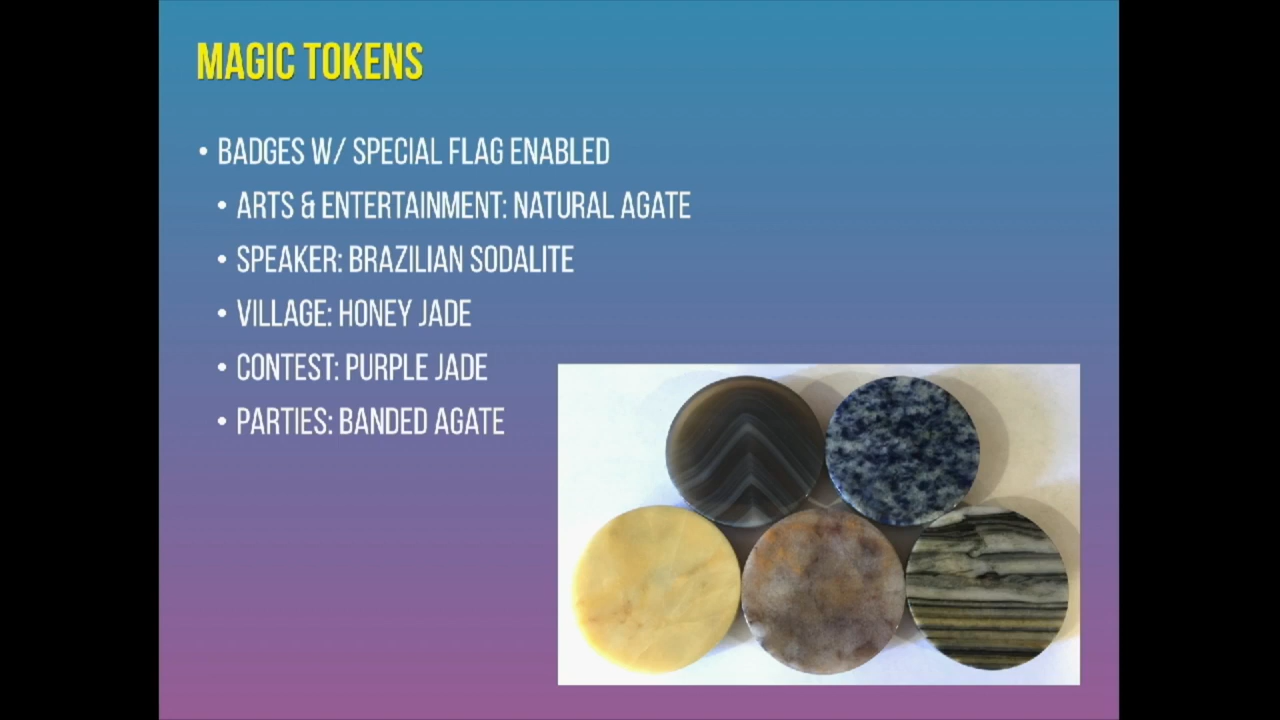 MAGIC TOKENS
• BADGES W/ SPECIAL FLAG ENABLED
• ARTS & ENTERTAINMENT: NATURAL AGATE
• SPEAKER: BRAZILIAN SODALITE
• VILLAGE: HONEY JADE
• CONTEST: PURPLE JADE
• PARTIES: BANDED AGATE